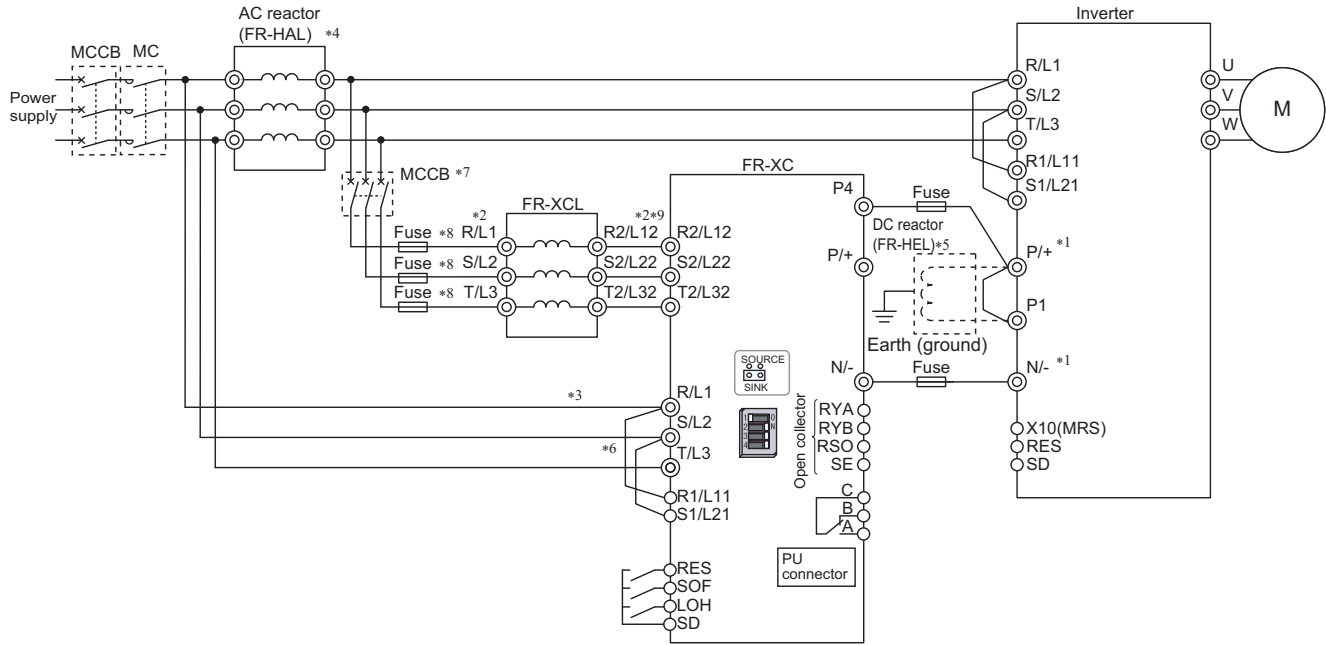 AC reactor
(FR-HAL) *4
Inverter
MCCB MC
Power
supply
R/L1
S/L2
T/L3
R1/L11
S1/L21
U
V
W
M
MCCB *7
FR-XC
FR-XCL
*2
*2*9
Fuse *8 R/L1
R2/L12 R2/L12
Fuse *8 S/L2
S2/L22 S2/L22
Fuse *8 T/L3
T2/L32 T2/L32
P4
Fuse
DC reactor
(FR-HEL)*5
P/+
P/+ *1
P1
Earth (ground)
N/-
Fuse
N/- *1
SOURCE
SINK
1
2
3
4
O
N
*3
R/L1
S/L2
*6
T/L3
R1/L11
S1/L21
Open collector
RYA
RYB
RSO
SE
X10(MRS)
RES
SD
C
B
A
PU
connector
RES
SOF
LOH
SD